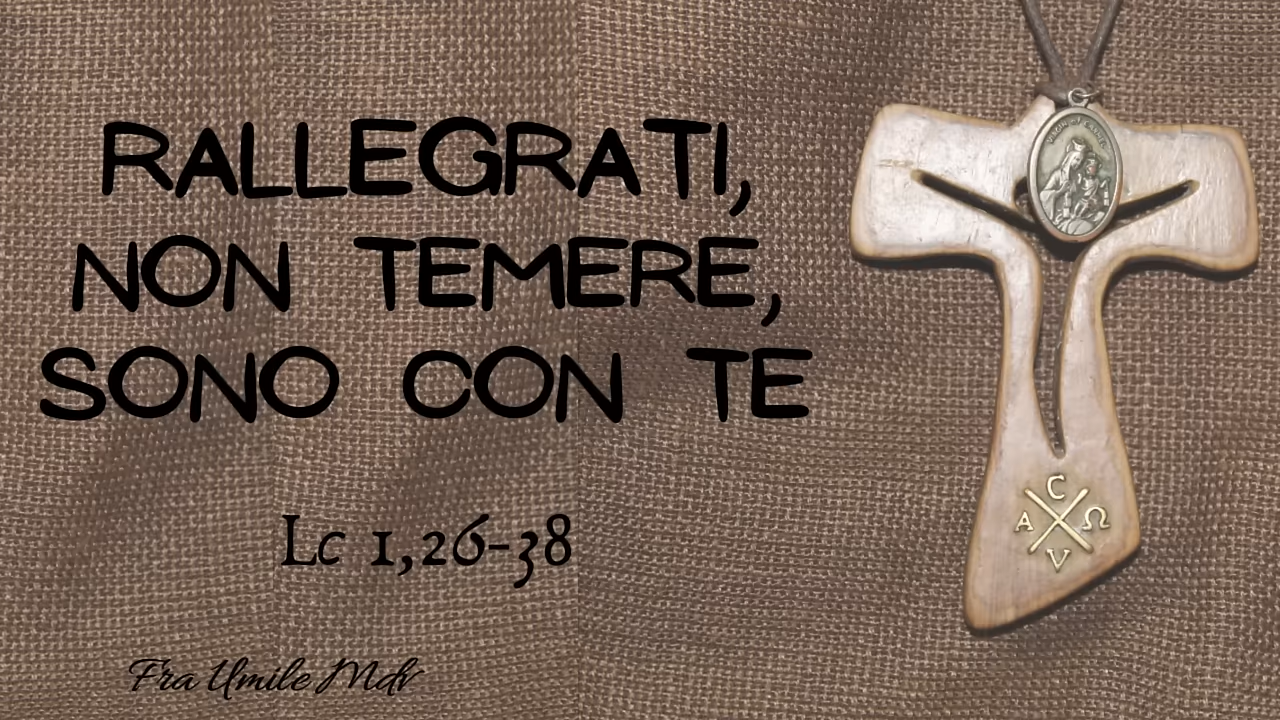 RALLEGRATI,
NON TEMERE,
SONO CON TE
Lc 1,26-38
Fra Umile Mdv
C
A Ω
V